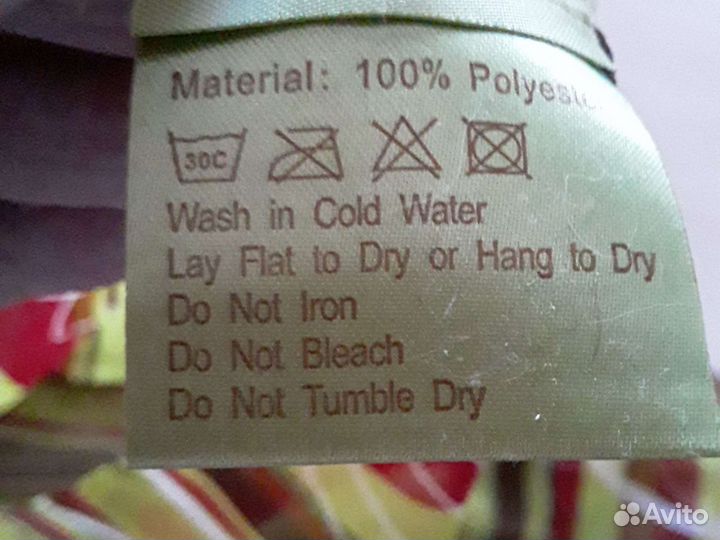 Material: 100% Polyester
30C
Wash in Cold Water
Lay Flat to Dry or Hang to Dry
Do Not Iron
Do Not Bleach
Do Not Tumble Dry
Avito